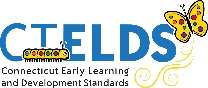 CTELDS
Connecticut Early Learning
and Development Standards